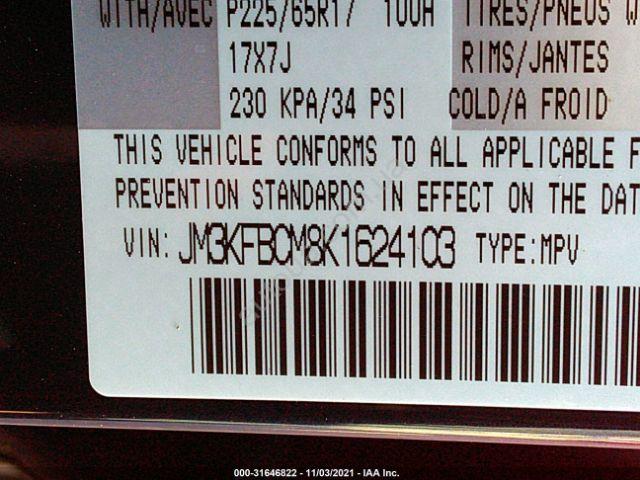 WITH/AVEC P225/65R17 100H TIRES/PNEUS W
17X7J RIMS/JANTES
230 KPA/34 PSI COLD/A FROID
THIS VEHICLE CONFORMS TO ALL APPLICABLE F
PREVENTION STANDARDS IN EFFECT ON THE DAT
VIN: JM3KFBCM8K1624103 TYPE:MPV
000-31646822 - 11/03/2021 - IAA Inc.